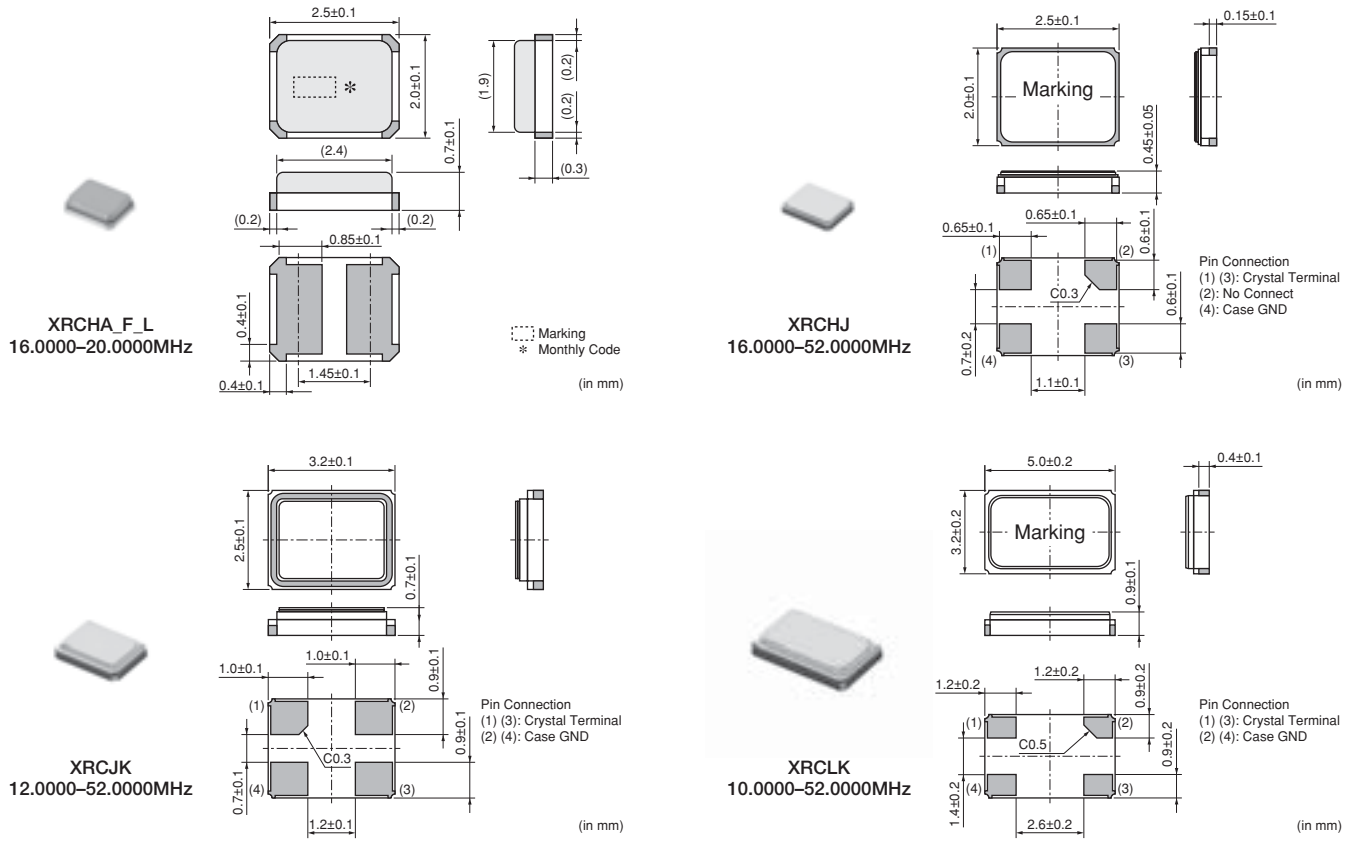 2.5±0.1
2.0±0.1
(1.9)
(0.2)
(0.2)
(0.3)
(2.4)
0.7±0.1
(0.2)
(0.2)
0.85±0.1
0.4±0.1
0.4±0.1
1.45±0.1
XRCHA_F_L
16.0000–20.0000MHz
Marking
* Monthly Code
(in mm)
2.5±0.1
0.15±0.1
2.0±0.1
Marking
0.45±0.05
0.65±0.1
0.65±0.1
0.6±0.1
(1)
(2)
C0.3
0.6±0.1
0.7±0.2
(4)
(3)
1.1±0.1
Pin Connection
(1) (3): Crystal Terminal
(2): No Connect
(4): Case GND
XRCHJ
16.0000–52.0000MHz
(in mm)
3.2±0.1
2.5±0.1
0.7±0.1
1.0±0.1
1.0±0.1
0.9±0.1
(1)
(2)
C0.3
0.9±0.1
0.7±0.1
(4)
(3)
1.2±0.1
Pin Connection
(1) (3): Crystal Terminal
(2) (4): Case GND
XRCJK
12.0000–52.0000MHz
(in mm)
5.0±0.2
0.4±0.1
3.2±0.2
Marking
0.9±0.1
1.2±0.2
1.2±0.2
0.9±0.2
(1)
(2)
C0.5
0.9±0.2
1.4±0.2
(4)
(3)
2.6±0.2
Pin Connection
(1) (3): Crystal Terminal
(2) (4): Case GND
XRCLK
10.0000–52.0000MHz
(in mm)